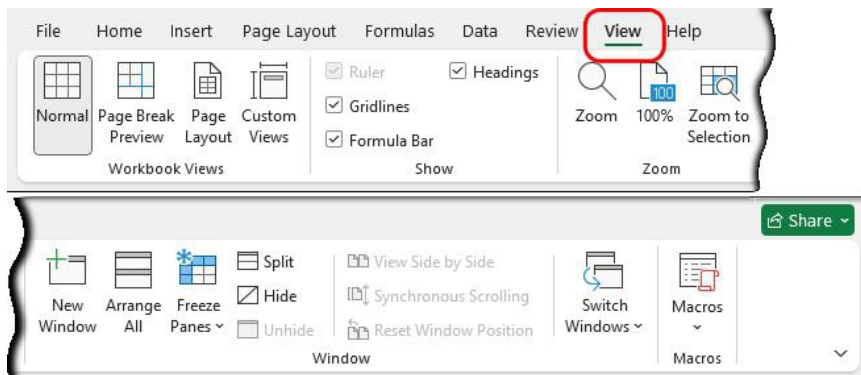 File Home Insert Page Layout Formulas Data Review View Help
Normal Page Break Preview Page Layout Custom Views
Workbook Views
Ruler Headings
Gridlines
Formula Bar
Show
Zoom 100 100% Zoom to Selection
Zoom
Share
New Window Arrange All Freeze Panes
Split
Hide
Unhide
View Side by Side
Synchronous Scrolling
Reset Window Position
Switch Windows
Window
Macros
Macros